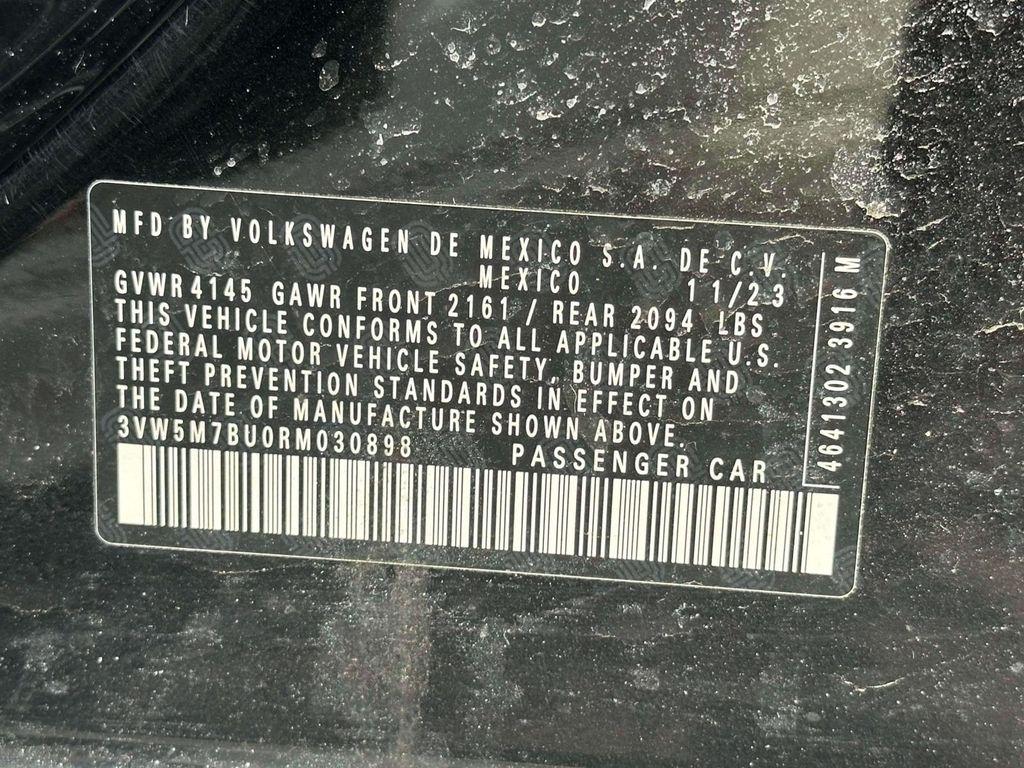 MFD BY VOLKSWAGEN DE MEXICO S.A. DE C.V.
MEXICO 11/23
GVWR 4145 GAWR FRONT 2161 / REAR 2094 LBS
THIS VEHICLE CONFORMS TO ALL APPLICABLE U.S.
FEDERAL MOTOR VEHICLE SAFETY, BUMPER AND
THEFT PREVENTION STANDARDS IN EFFECT ON
THE DATE OF MANUFACTURE SHOWN ABOVE.
3VW5M7BU0RM030898 PASSENGER CAR
4641302 3916 M